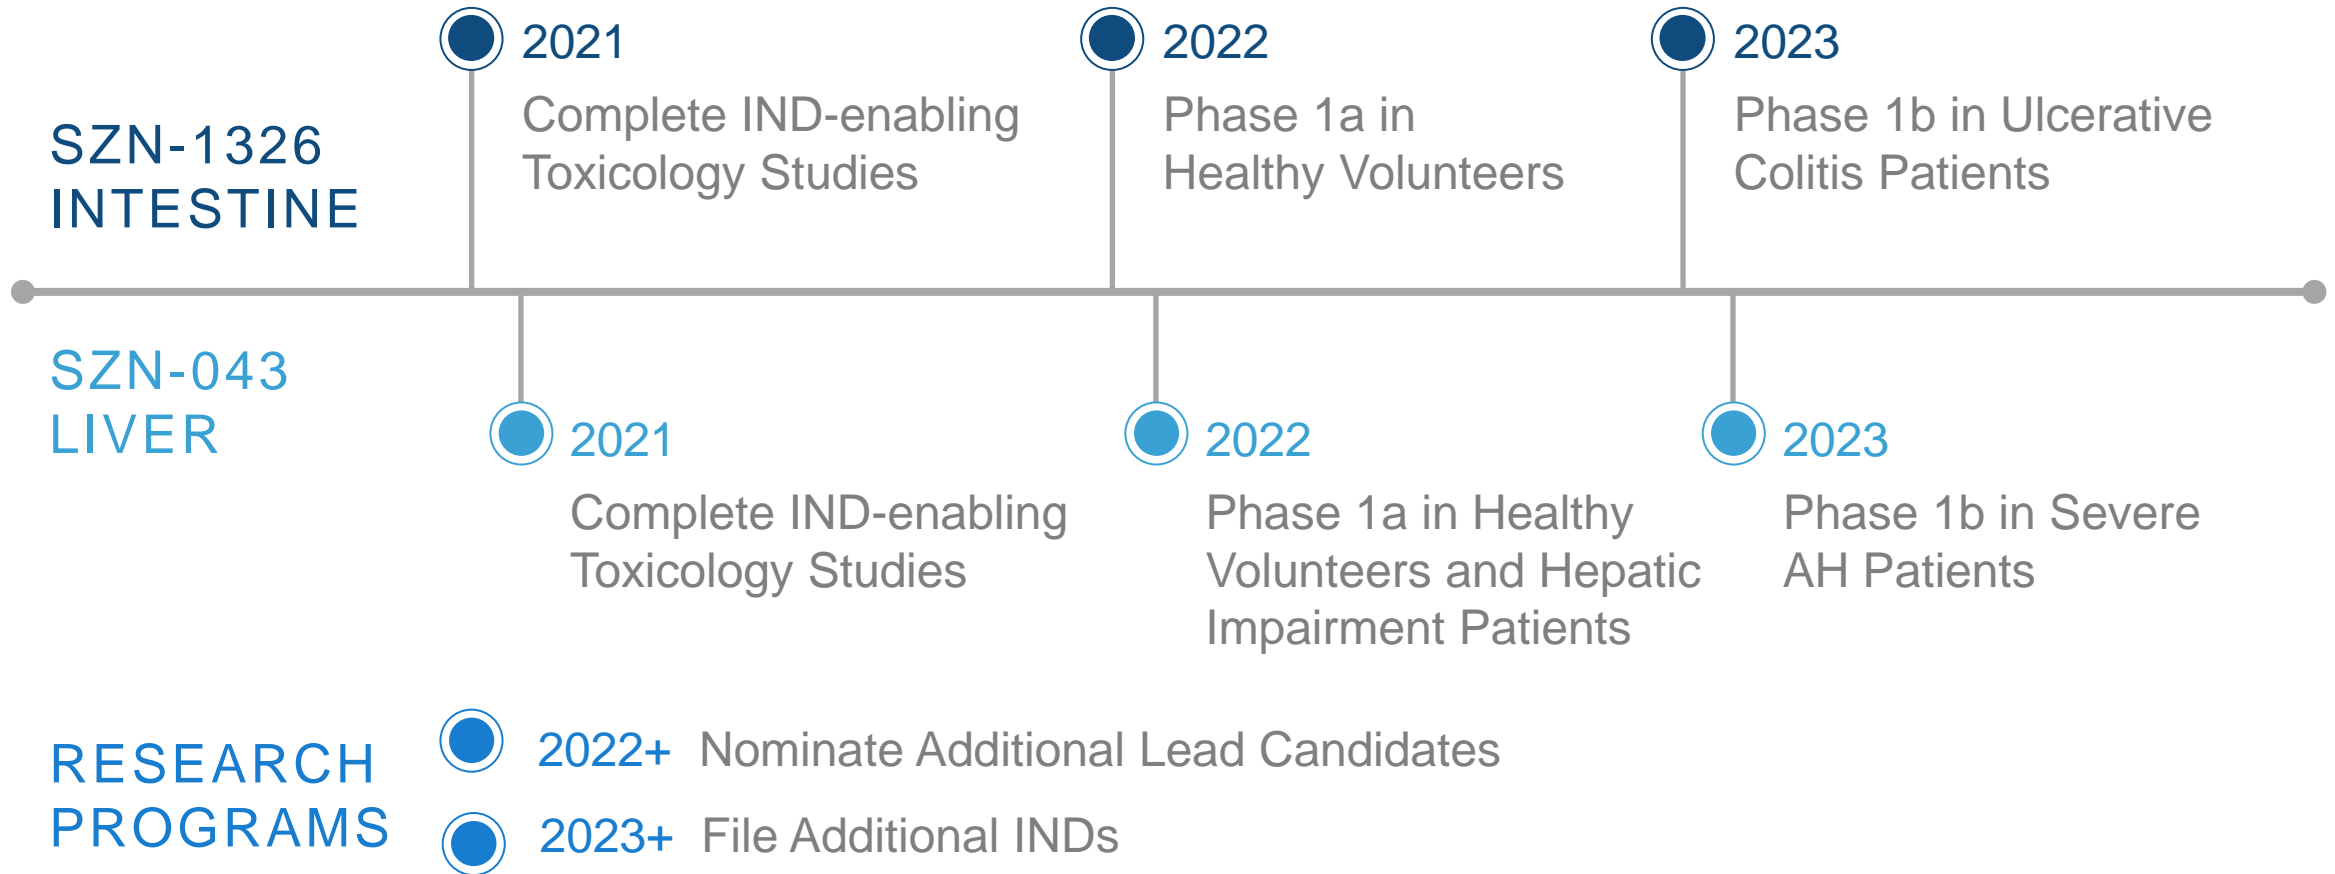 SZN-1326
INTESTINE
2021
Complete IND-enabling
Toxicology Studies
2022
Phase 1a in
Healthy Volunteers
2023
Phase 1b in Ulcerative
Colitis Patients
SZN-043
LIVER
2021
Complete IND-enabling
Toxicology Studies
2022
Phase 1a in Healthy
Volunteers and Hepatic
Impairment Patients
2023
Phase 1b in Severe
AH Patients
RESEARCH
PROGRAMS
2022+ Nominate Additional Lead Candidates
2023+ File Additional INDs